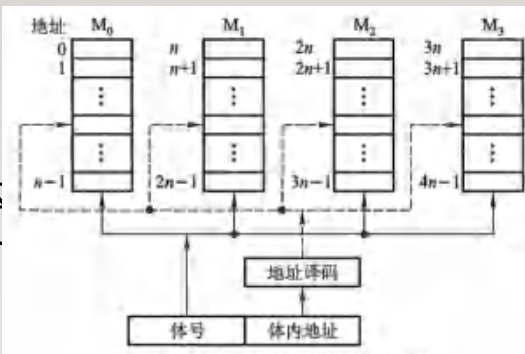 地址 M₀ M₁ M₂ M₃
0 n 2n 3n
1 n+1 2n+1 3n+1
⋮ ⋮ ⋮ ⋮
⋮ ⋮ ⋮ ⋮
n-1 2n-1 3n-1 4n-1
地址译码
体号 体内地址